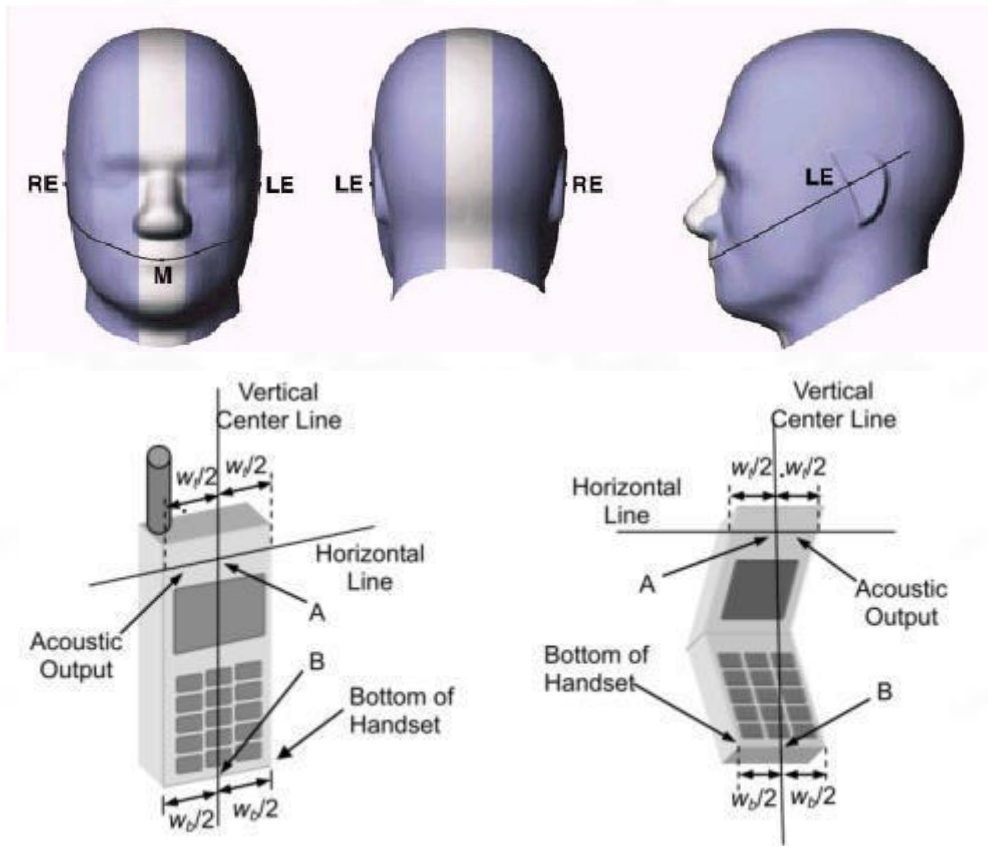 RE
LE
M
LE
RE
LE
Vertical
Center Line
wt/2
wt/2
Horizontal
Line
A
Acoustic
Output
B
Bottom of
Handset
wb/2
wb/2
Vertical
Center Line
wt/2
wt/2
Horizontal
Line
A
Acoustic
Output
Bottom of
Handset
B
wb/2
wb/2